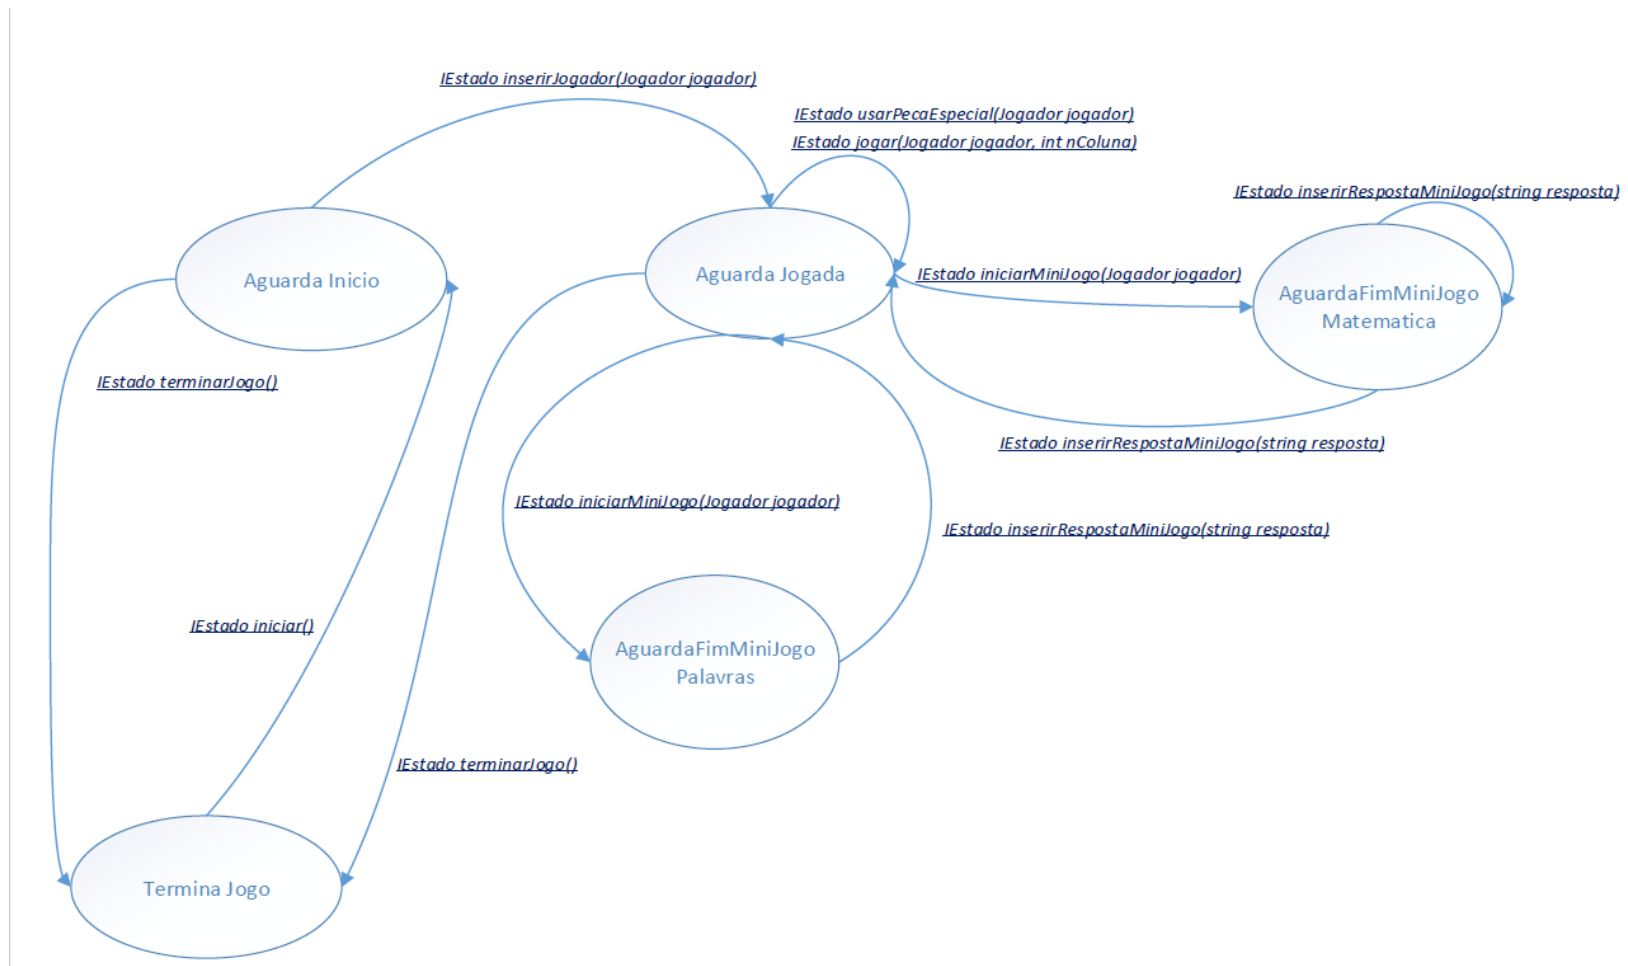 IEstado inserirJogador(Jogador jogador)
IEstado usarPecaEspecial(Jogador jogador)
IEstado jogar(Jogador jogador, int nColuna)
IEstado inserirRespostaMiniJogo(string resposta)
Aguarda Inicio
Aguarda Jogada
IEstado iniciarMiniJogo(Jogador jogador)
AguardaFimMiniJogo
Matematica
IEstado terminarJogo()
IEstado inserirRespostaMiniJogo(string resposta)
IEstado iniciarMiniJogo(Jogador jogador)
IEstado inserirRespostaMiniJogo(string resposta)
IEstado iniciar()
AguardaFimMiniJogo
Palavras
IEstado terminarJogo()
Termina Jogo